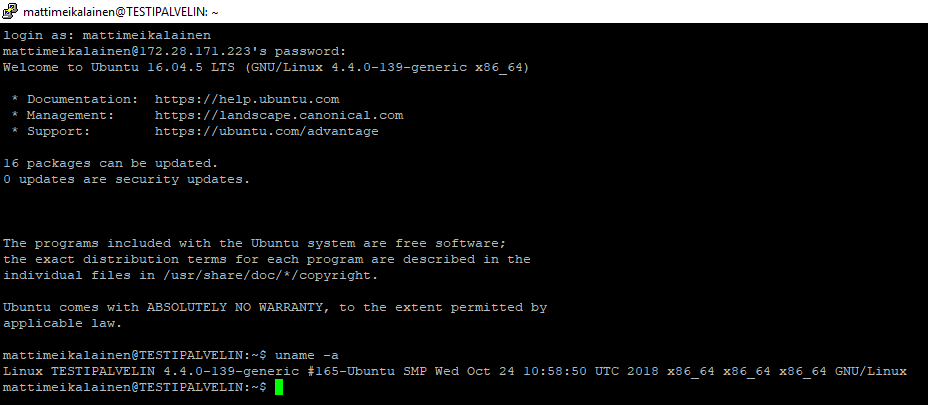 mattimeikalainen@TESTIPALVELIN: ~
login as: mattimeikalainen
mattimeikalainen@172.28.171.223's password:
Welcome to Ubuntu 16.04.5 LTS (GNU/Linux 4.4.0-139-generic x86_64)
* Documentation:  https://help.ubuntu.com
* Management:     https://landscape.canonical.com
* Support:        https://ubuntu.com/advantage
16 packages can be updated.
0 updates are security updates.
The programs included with the Ubuntu system are free software;
the exact distribution terms for each program are described in the
individual files in /usr/share/doc/*/copyright.
Ubuntu comes with ABSOLUTELY NO WARRANTY, to the extent permitted by
applicable law.
mattimeikalainen@TESTIPALVELIN:~$ uname -a
Linux TESTIPALVELIN 4.4.0-139-generic #165-Ubuntu SMP Wed Oct 24 10:58:50 UTC 2018 x86_64 x86_64 x86_64 GNU/Linux
mattimeikalainen@TESTIPALVELIN:~$